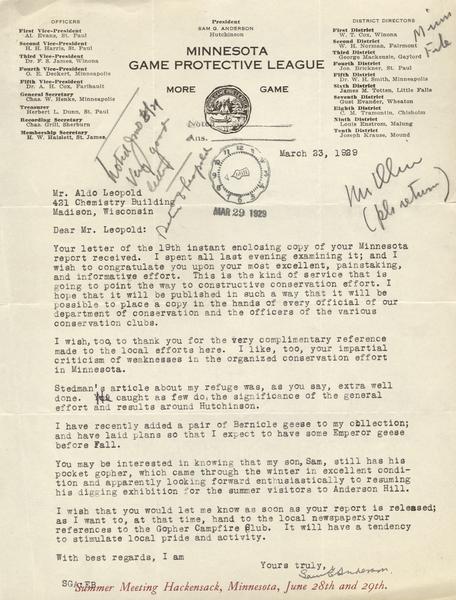 OFFICERS
First Vice-President
Al. Evans, St. Paul
Second Vice-President
H. H. Harris, St. Paul
Third Vice-President
Dr. F. S. James, Winona
Fourth Vice-President
O. E. Deckert, Minneapolis
Fifth Vice-President
Dr. A. H. Cox, Faribault
General Secretary
Chas. W. Henke, Minneapolis
Treasurer
Herbert L. Dunn, St. Paul
Recording Secretary
Chas. Grill, Sherburn
Membership Secretary
H. W. Haislett, St. James
President
SAM G. ANDERSON
Hutchinson
MINNESOTA
GAME PROTECTIVE LEAGUE
MORE GAME
DISTRICT DIRECTORS
First District
W. T. Cox, Winona
Second District
W. H. Norman, Fairmont
Third District
George Mackenzie, Gaylord
Fourth District
Jon. Brickner, St. Paul
Fifth District
Dr. W. H. Smith, Minneapolis
Sixth District
James M. Totten, Little Falls
Seventh District
Gust Evander, Wheaton
Eighth District
C. M. Tramontin, Chisholm
Ninth District
Louis Enstrom, Malung
Tenth District
Joseph Krause, Mound
Minn
File
Noted
Ans.
very good
letter
MAR 29 1929
(pls return)
March 23, 1929
Mr. Aldo Leopold
421 Chemistry Building
Madison, Wisconsin
Dear Mr. Leopold:
Your letter of the 19th instant enclosing copy of your Minnesota
report received. I spent all last evening examining it; and I
wish to congratulate you upon your most excellent, painstaking,
and informative effort. This is the kind of service that is
going to point the way to constructive conservation effort. I
hope that it will be published in such a way that it will be
possible to place a copy in the hands of every official of our
department of conservation and the officers of the various
conservation clubs.
I wish, too, to thank you for the very complimentary reference
made to the local efforts here. I like, too, your impartial
criticism of weaknesses in the organized conservation effort
in Minnesota.
Stedman's article about my refuge was, as you say, extra well
done. He caught as few do, the significance of the general
effort and results around Hutchinson.
I have recently added a pair of Bernicle geese to my collection;
and have laid plans so that I expect to have some Emperor geese
before Fall.
You may be interested in knowing that my son, Sam, still has his
pocket gopher, which came through the winter in excellent condi-
tion and apparently looking forward enthusiastically to resuming
his digging exhibition for the summer visitors to Anderson Hill.
I wish that you would let me know as soon as your report is released;
as I want to, at that time, hand to the local newspaper your
references to the Gopher Campfire Club. It will have a tendency
to stimulate local pride and activity.
With best regards, I am
Yours truly,
Sam G Anderson
SGA:EB
Summer Meeting Hackensack, Minnesota, June 28th and 29th.